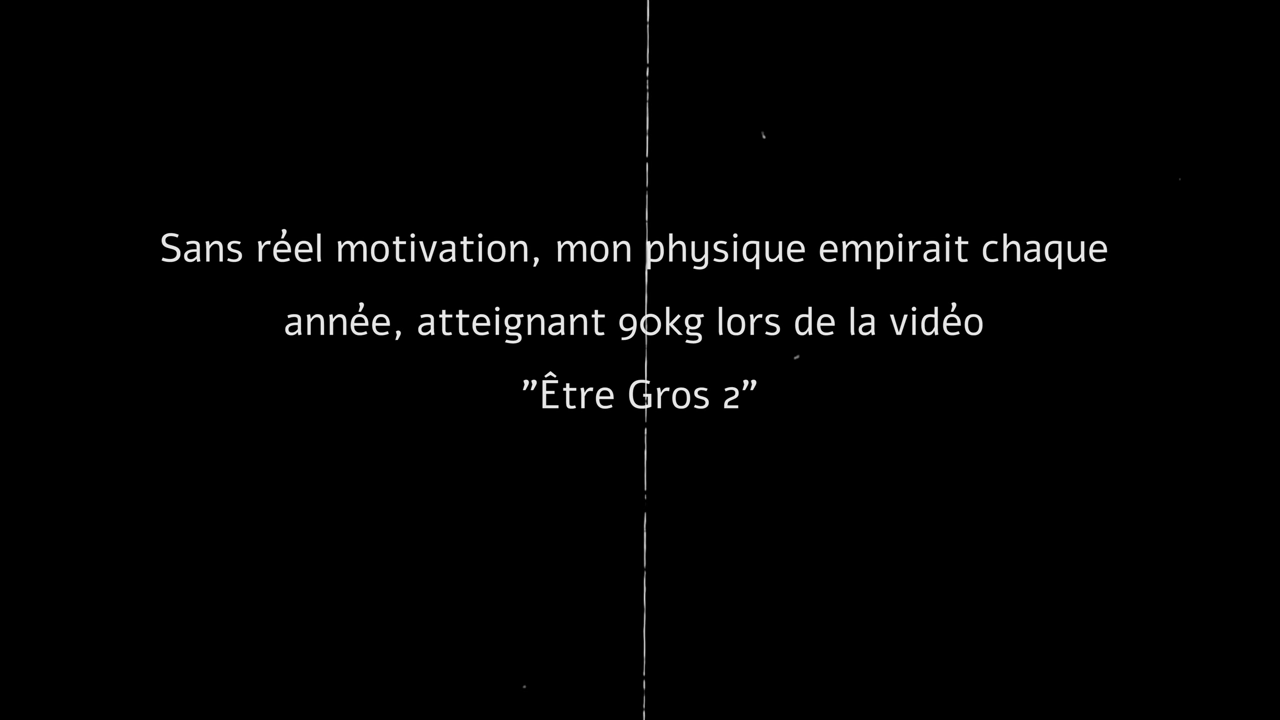 Sans réel motivation, mon physique empirait chaque
année, atteignant 90kg lors de la vidéo
"Être Gros 2"